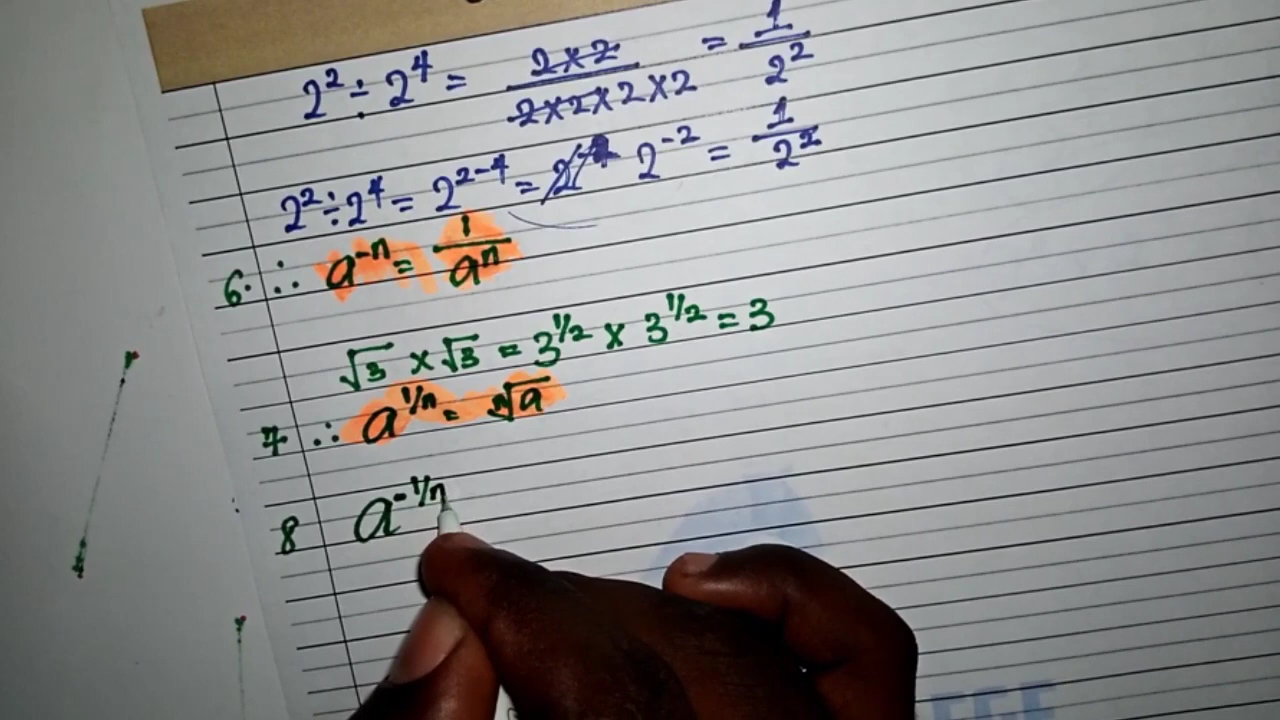 2² ÷ 2⁴ = 2×2 / 2×2×2×2 = 1/2²
2² ÷ 2⁴ = 2²⁻⁴ = 2⁻² = 1/2²
6. ∴ a⁻ⁿ = 1/aⁿ
√3 × √3 = 3^1/2 × 3^1/2 = 3
7 ∴ a^1/n = ⁿ√a
8 a^-1/n